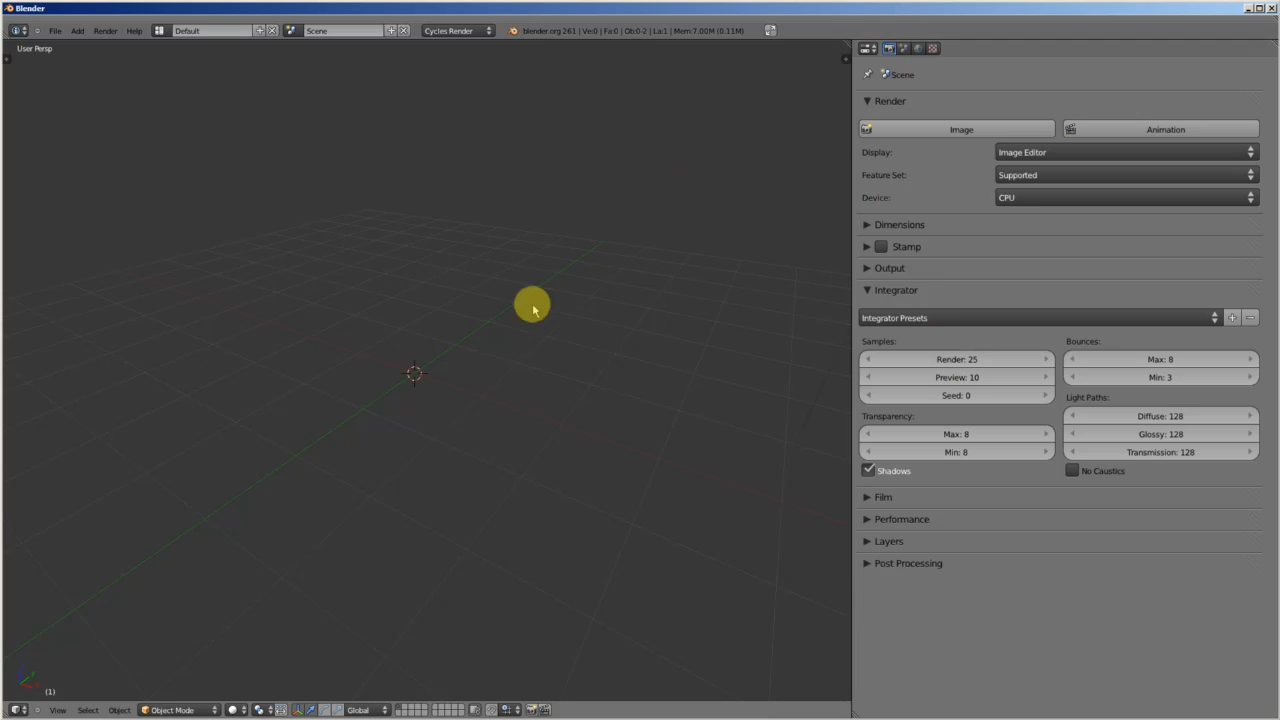 Blender
File Add Render Help Default Scene Cycles Render blender.org 261 | Ve:0 | Fa:0 | Ob:0-2 | La:1 | Mem:7.00M (0.11M)
User Persp
Scene
Render
Image Animation
Display: Image Editor
Feature Set: Supported
Device: CPU
Dimensions
Stamp
Output
Integrator
Integrator Presets
Samples: Bounces:
Render: 25 Max: 8
Preview: 10 Min: 3
Seed: 0 Light Paths:
Transparency: Diffuse: 128
Max: 8 Glossy: 128
Min: 8 Transmission: 128
Shadows No Caustics
Film
Performance
Layers
Post Processing
(1)
View Select Object Object Mode Global